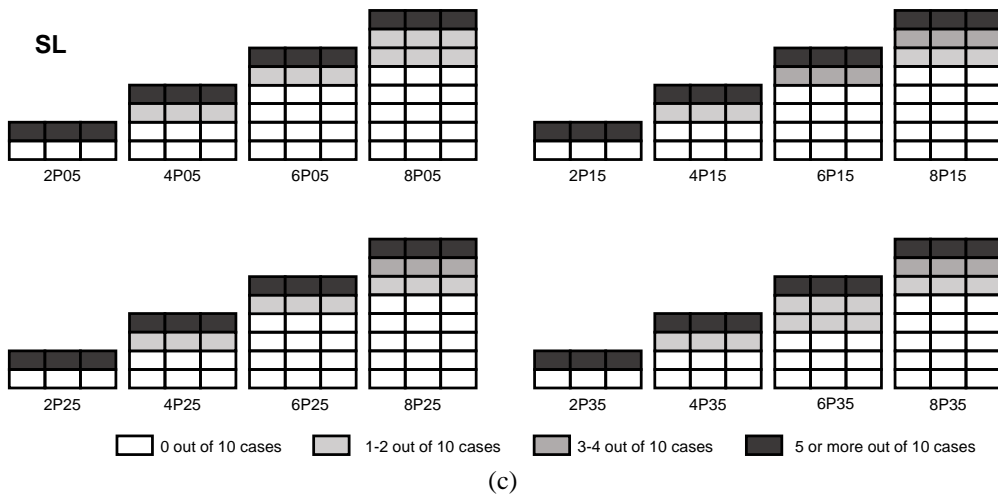 SL
2P05 4P05 6P05 8P05 2P15 4P15 6P15 8P15
2P25 4P25 6P25 8P25 2P35 4P35 6P35 8P35
0 out of 10 cases 1-2 out of 10 cases 3-4 out of 10 cases 5 or more out of 10 cases
(c)